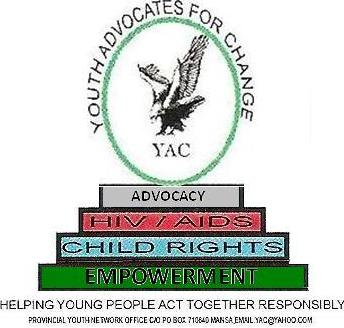 YOUTH ADVOCATES FOR CHANGE
YAC
ADVOCACY
HIV / AIDS
CHILD RIGHTS
EMPOWERMENT
HELPING YOUNG PEOPLE ACT TOGETHER RESPONSIBLY
PROVINCIAL YOUTH NETWORK OFFICE C/O PO BOX 710640 MANSA,EMAIL YAC@YAHOO.COM